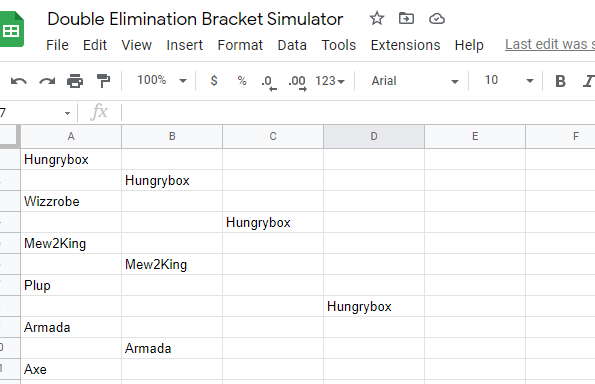 Double Elimination Bracket Simulator
File Edit View Insert Format Data Tools Extensions Help Last edit was s
100% $ % .0 .00 123 Arial 10 B I
7 fx
A B C D E F
Hungrybox
Hungrybox
Wizzrobe
Hungrybox
Mew2King
Mew2King
Plup
Hungrybox
Armada
0 Armada
1 Axe